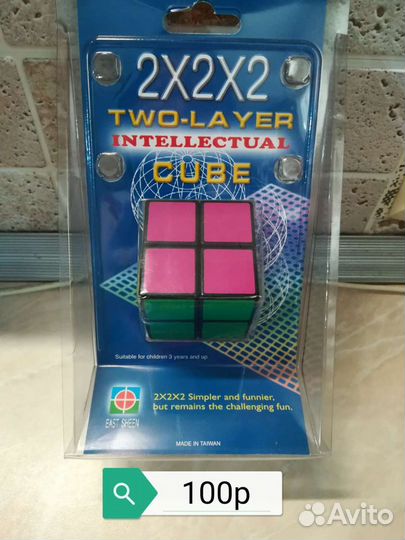 2X2X2
TWO-LAYER
INTELLECTUAL
CUBE
Suitable for children 3 years and up
2X2X2 Simpler and funnier,
but remains the challenging fun.
EAST SHEEN
MADE IN TAIWAN
100р
Avito